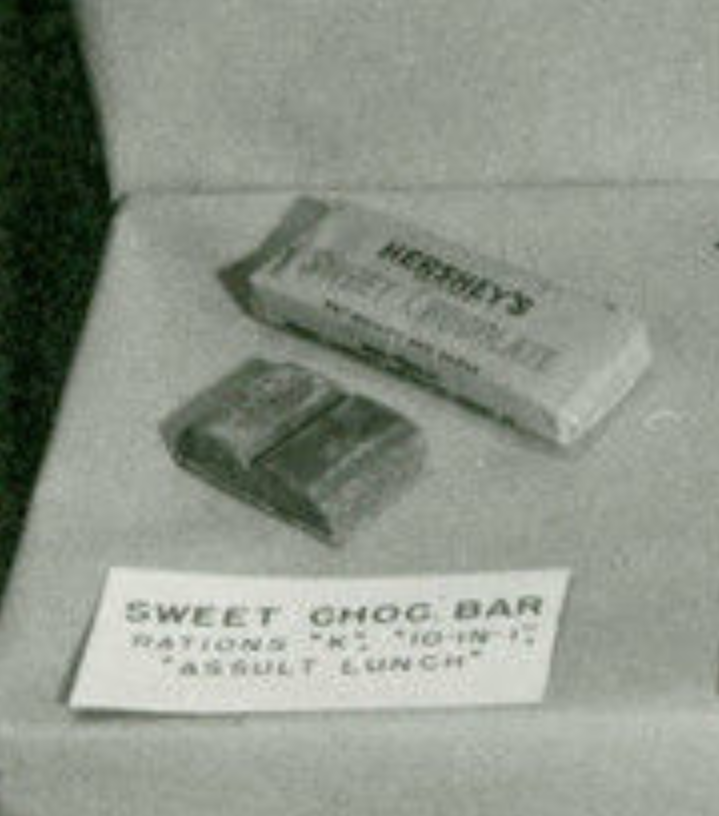 HERSHEY'S
SWEET CHOCOLATE
SWEET CHOC. BAR
RATIONS "K", "10-IN-1",
"ASSULT LUNCH"